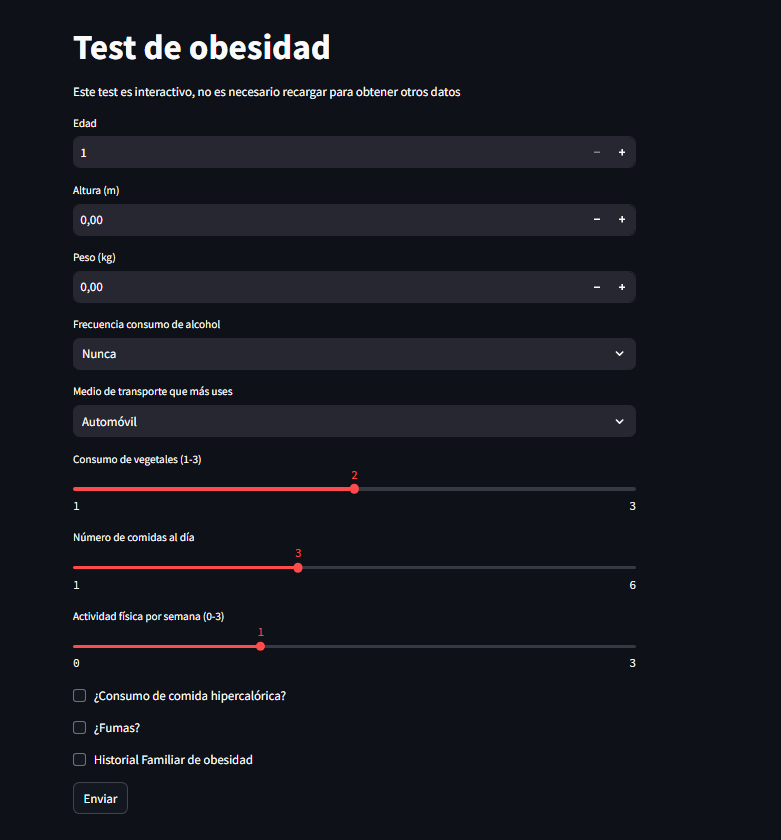 Test de obesidad
Este test es interactivo, no es necesario recargar para obtener otros datos
Edad
1
Altura (m)
0,00
Peso (kg)
0,00
Frecuencia consumo de alcohol
Nunca
Medio de transporte que más uses
Automóvil
Consumo de vegetales (1-3)
2
1 3
Número de comidas al día
3
1 6
Actividad física por semana (0-3)
1
0 3
¿Consumo de comida hipercalórica?
¿Fumas?
Historial Familiar de obesidad
Enviar